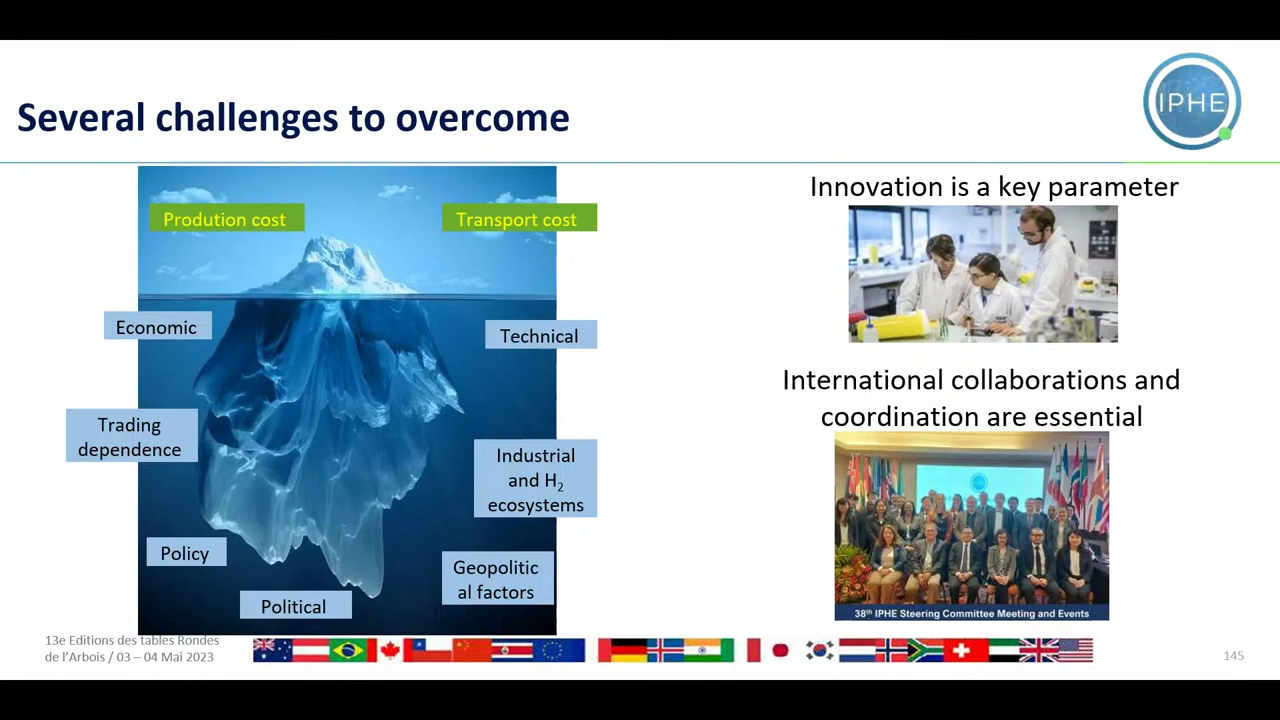 Several challenges to overcome
IPHE
Prodution cost
Transport cost
Economic
Technical
Trading
dependence
Industrial
and H₂
ecosystems
Policy
Geopolitic
al factors
Political
Innovation is a key parameter
International collaborations and
coordination are essential
38th IPHE Steering Committee Meeting and Events
13e Editions des tables Rondes
de l’Arbois / 03 – 04 Mai 2023
145